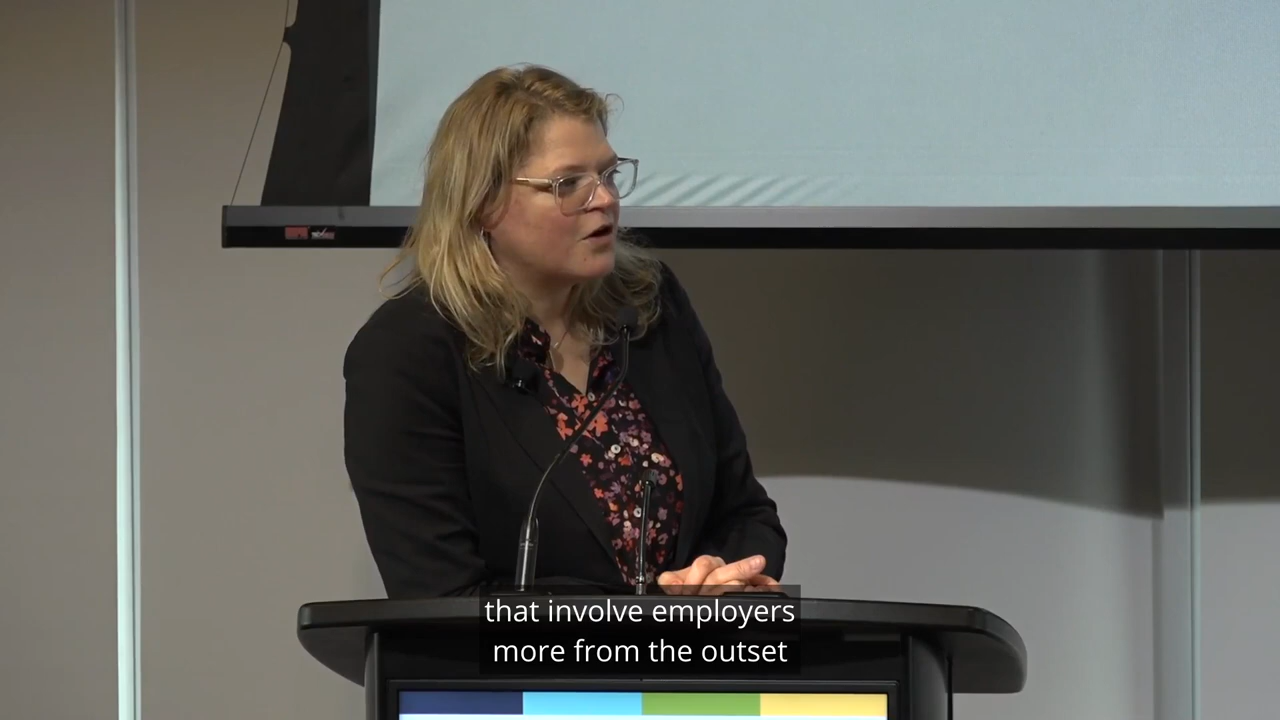 that involve employers
more from the outset